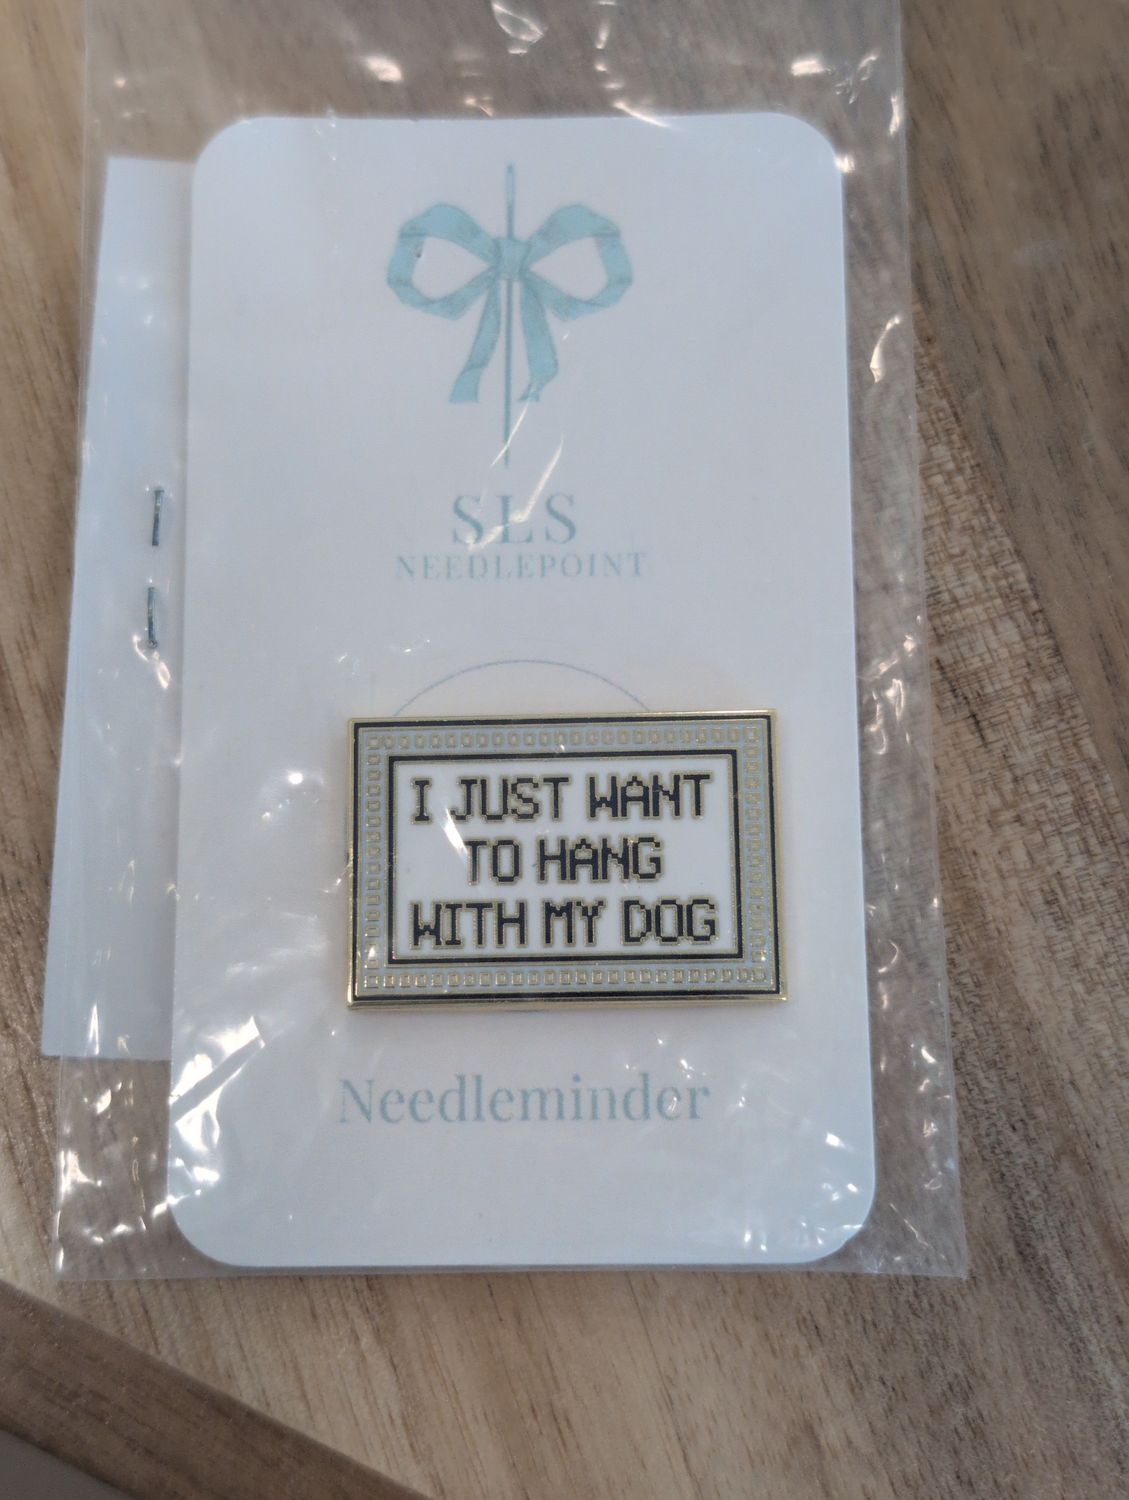 SLS
NEEDLEPOINT
I JUST WANT
TO HANG
WITH MY DOG
Needleminder